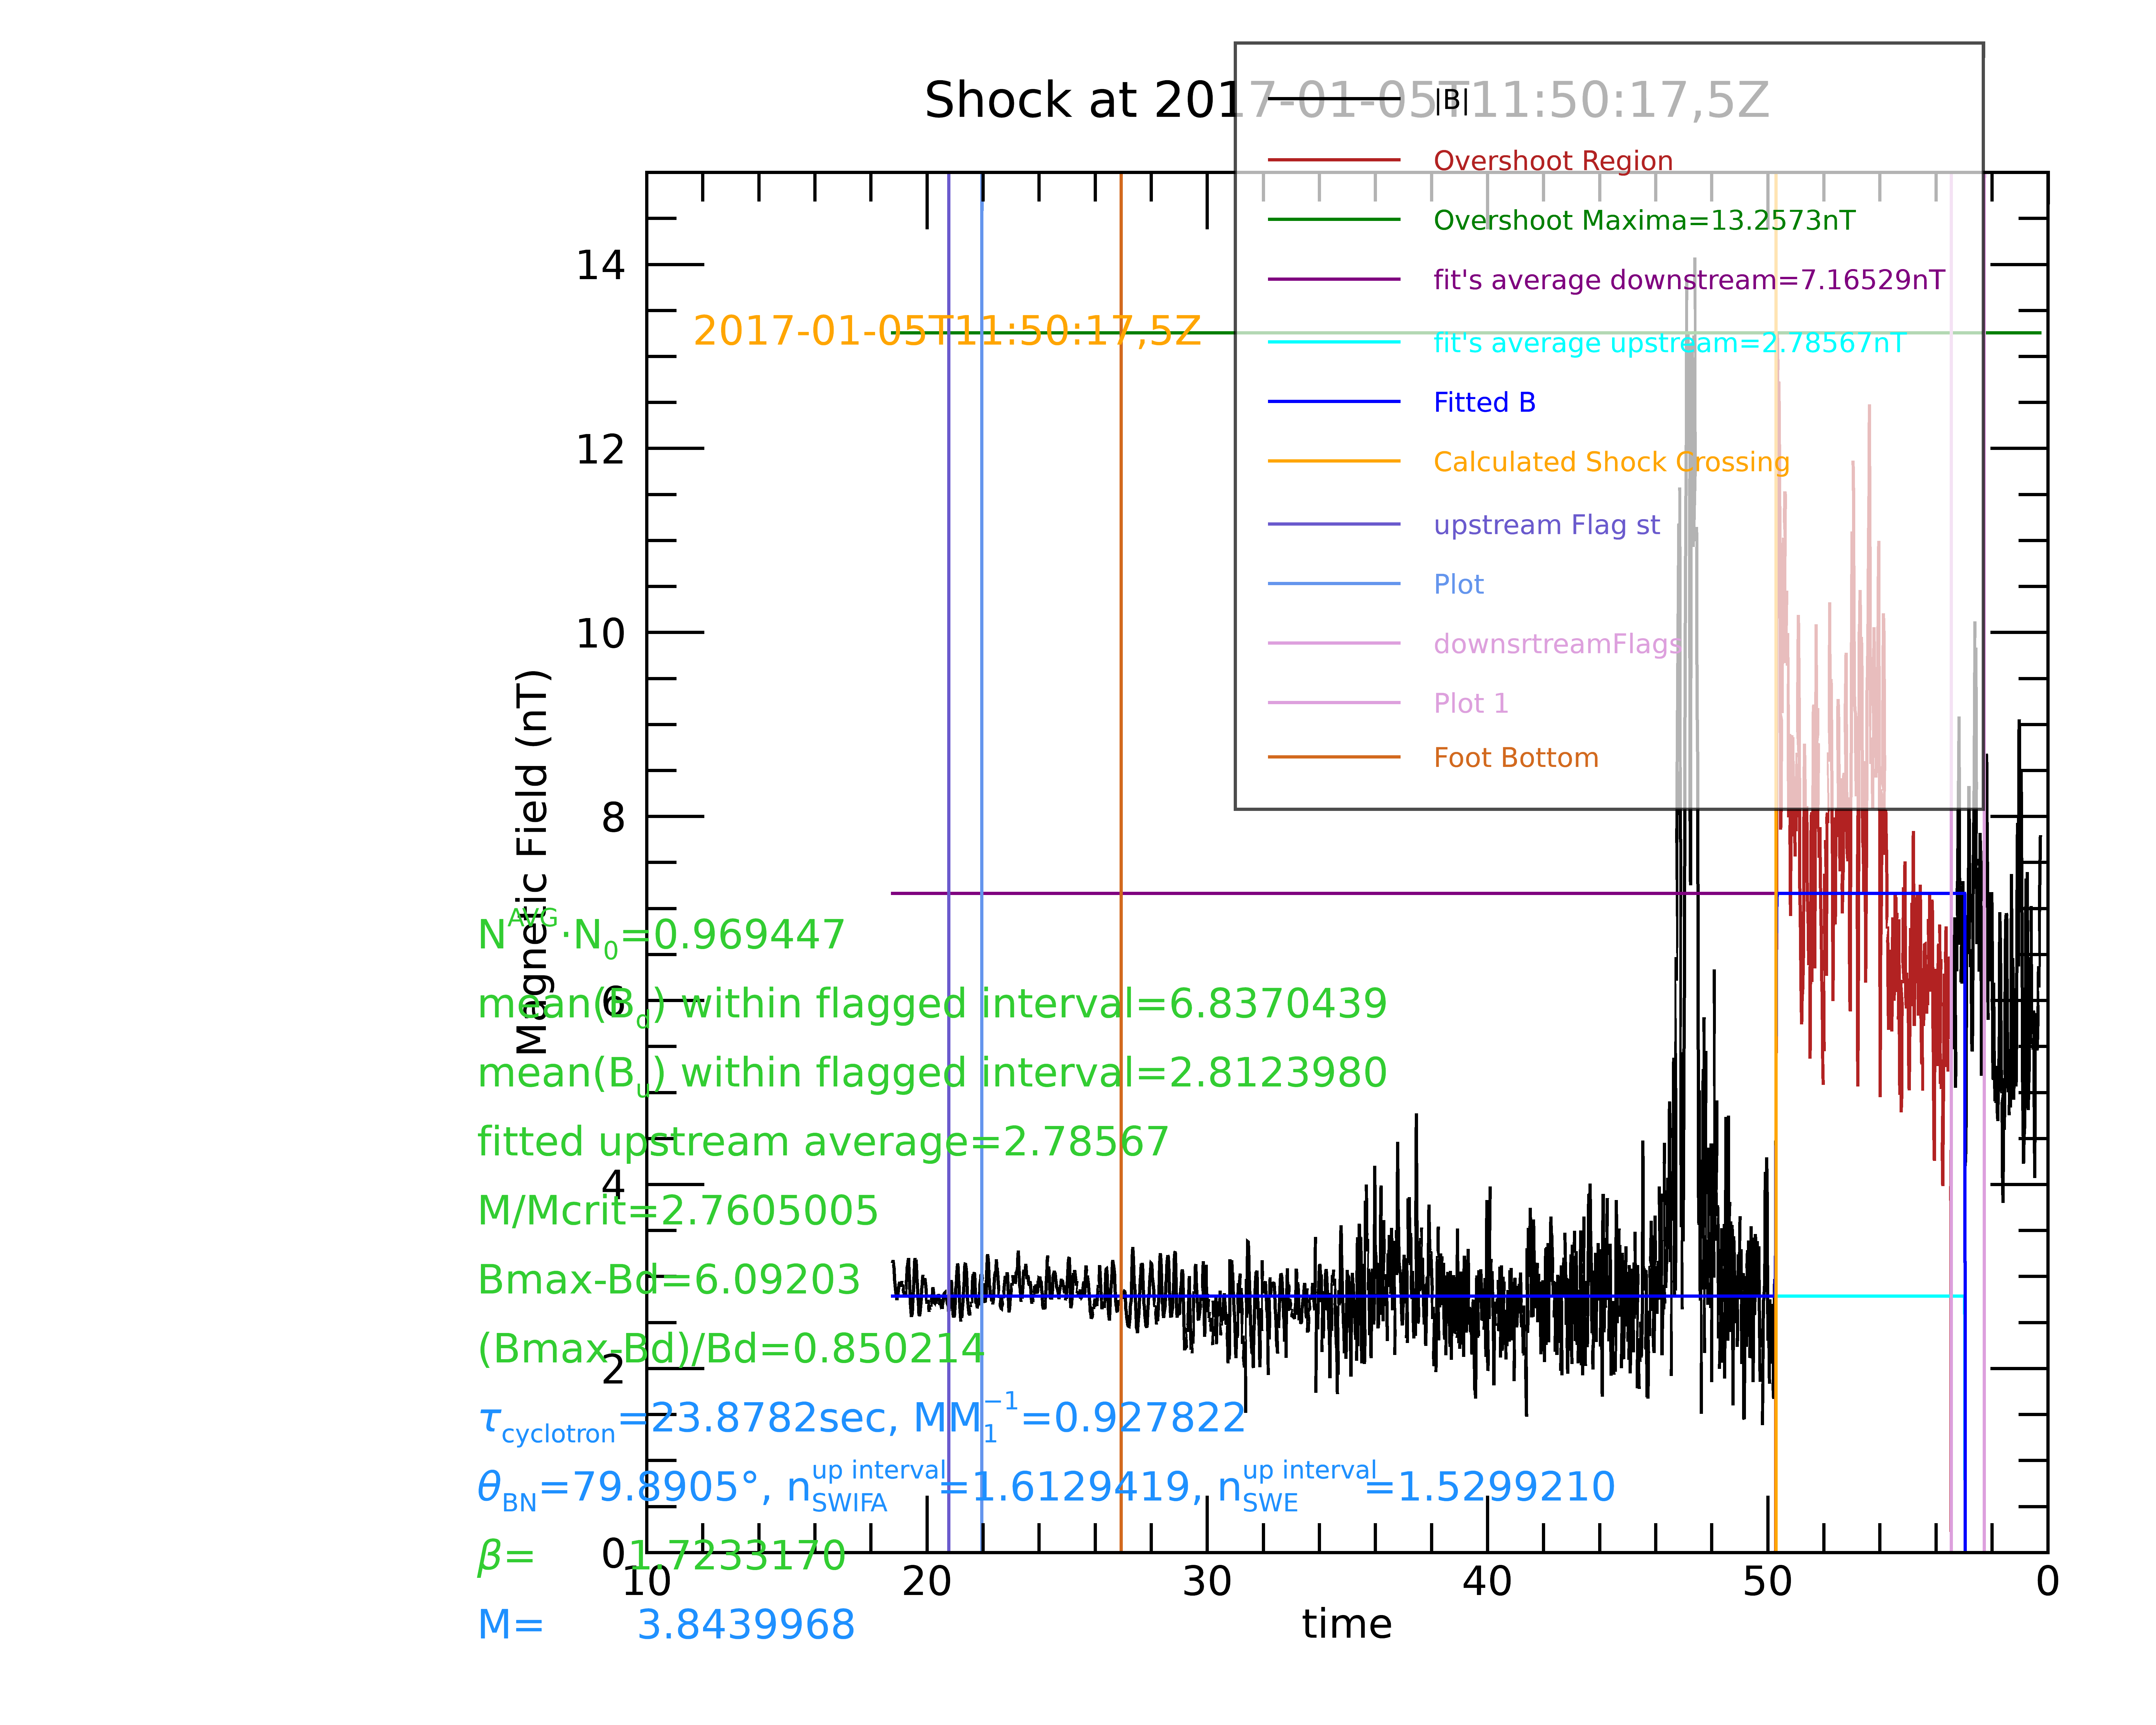 Shock at 2017-01-05T11:50:17,5Z
|B|
Overshoot Region
Overshoot Maxima=13.2573nT
fit's average downstream=7.16529nT
fit's average upstream=2.78567nT
Fitted B
Calculated Shock Crossing
upstream Flag st
Plot
downsrtreamFlags
Plot 1
Foot Bottom
2017-01-05T11:50:17,5Z
Magnetic Field (nT)
14
12
10
8
6
4
2
0
N^AVG·N_0=0.969447
mean(B_d) within flagged interval=6.8370439
mean(B_u) within flagged interval=2.8123980
fitted upstream average=2.78567
M/Mcrit=2.7605005
Bmax-Bd=6.09203
(Bmax-Bd)/Bd=0.850214
τ_cyclotron=23.8782sec, MM_1^−1=0.927822
θ_BN=79.8905°, n_SWIFA^up interval=1.6129419, n_SWE^up interval=1.5299210
β= 1.7233170
M= 3.8439968
10 20 30 40 50 0
time